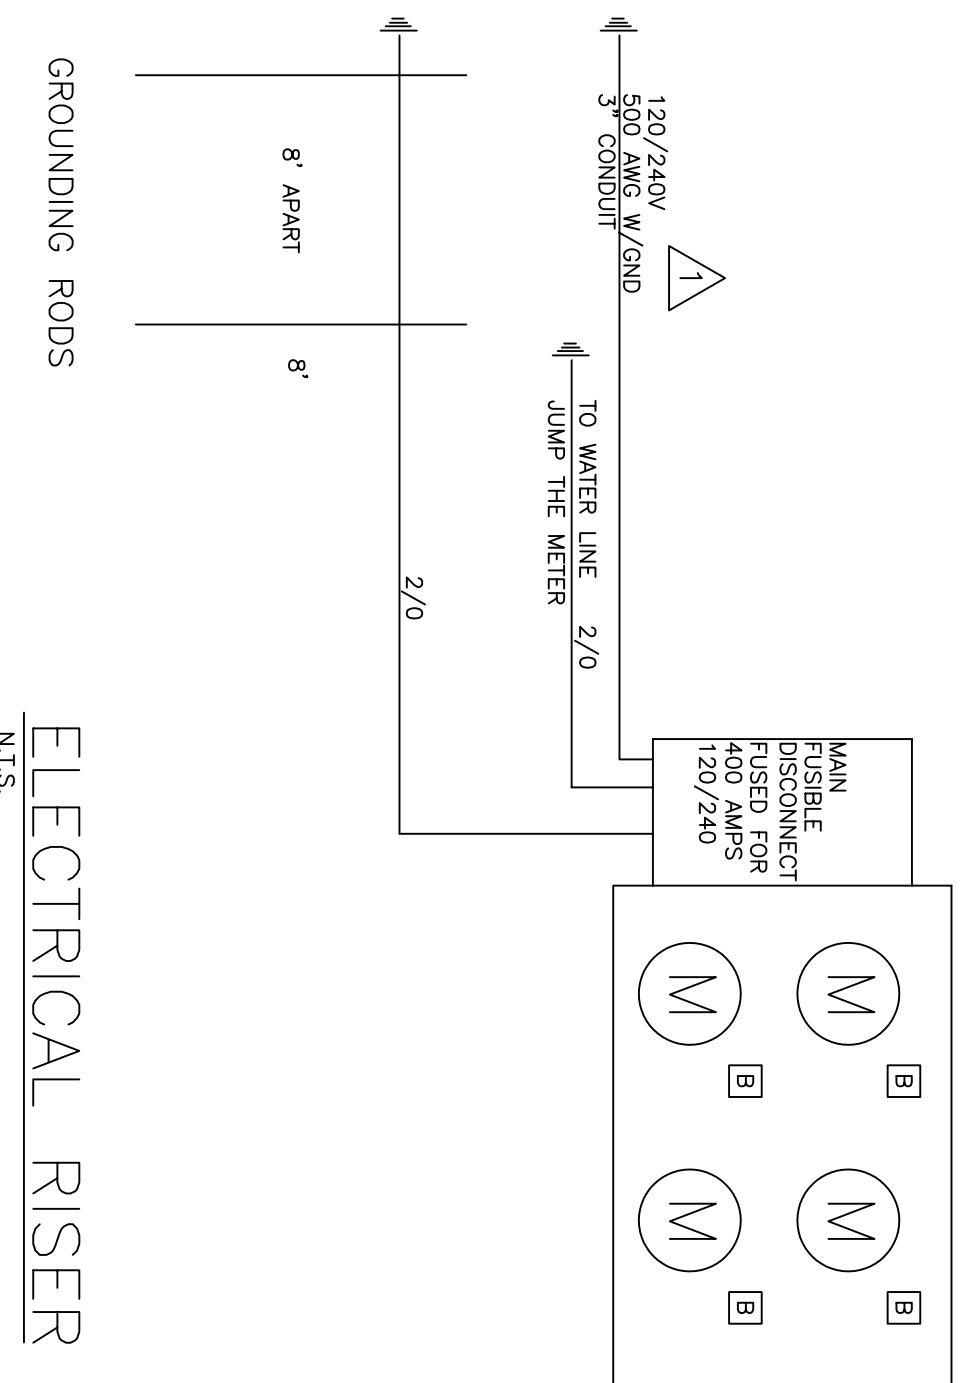 120/240V
500 AWG W/GND
3" CONDUIT
1
TO WATER LINE 2/0
JUMP THE METER
MAIN
FUSIBLE
DISCONNECT
FUSED FOR
400 AMPS
120/240
M
B
M
B
M
B
M
B
2/0
8' APART
8'
GROUNDING RODS
ELECTRICAL RISER
N.T.S.